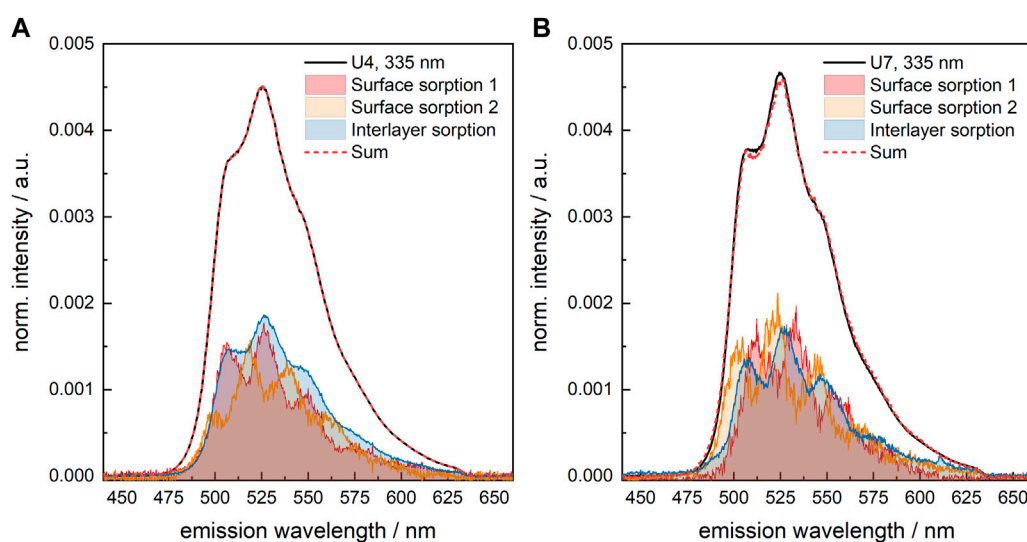 A
norm. intensity / a.u.
0.005
0.004
0.003
0.002
0.001
0.000
U4, 335 nm
Surface sorption 1
Surface sorption 2
Interlayer sorption
Sum
450 475 500 525 550 575 600 625 650
emission wavelength / nm
B
norm. intensity / a.u.
0.005
0.004
0.003
0.002
0.001
0.000
U7, 335 nm
Surface sorption 1
Surface sorption 2
Interlayer sorption
Sum
450 475 500 525 550 575 600 625 650
emission wavelength / nm